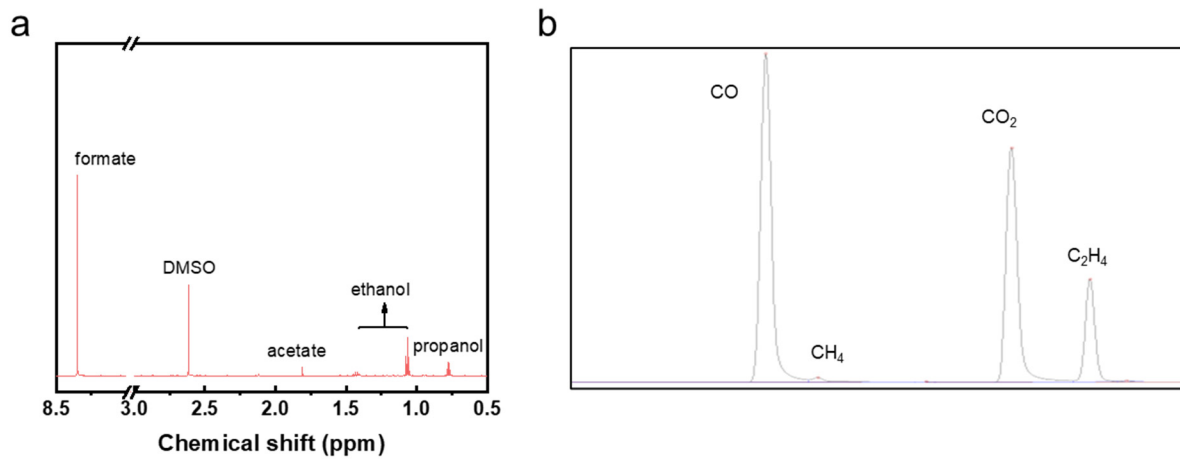 a
formate
DMSO
ethanol
acetate
propanol
8.5 3.0 2.5 2.0 1.5 1.0 0.5
Chemical shift (ppm)
b
CO
CH₄
CO₂
C₂H₄